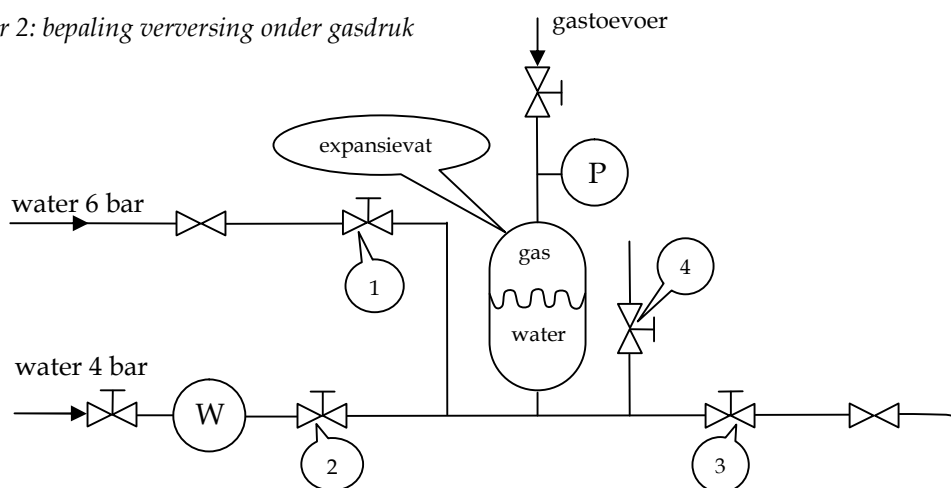 r 2: bepaling verversing onder gasdruk
gastoevoer
expansievat
P
water 6 bar
gas
4
1
water
water 4 bar
W
2
3